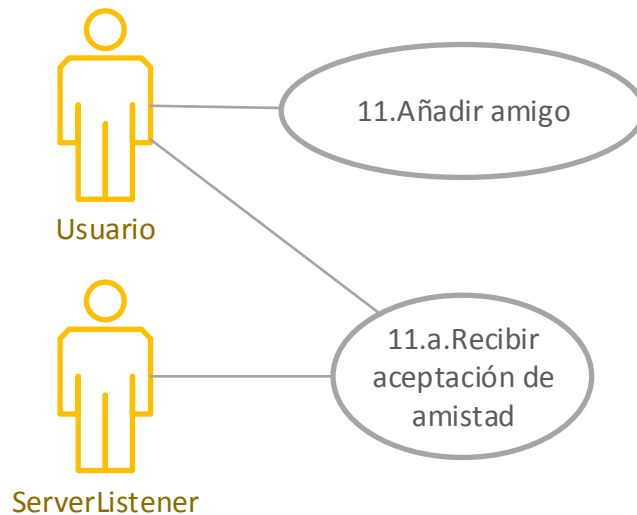 11.Añadir amigo
Usuario
11.a.Recibir
aceptación de
amistad
ServerListener